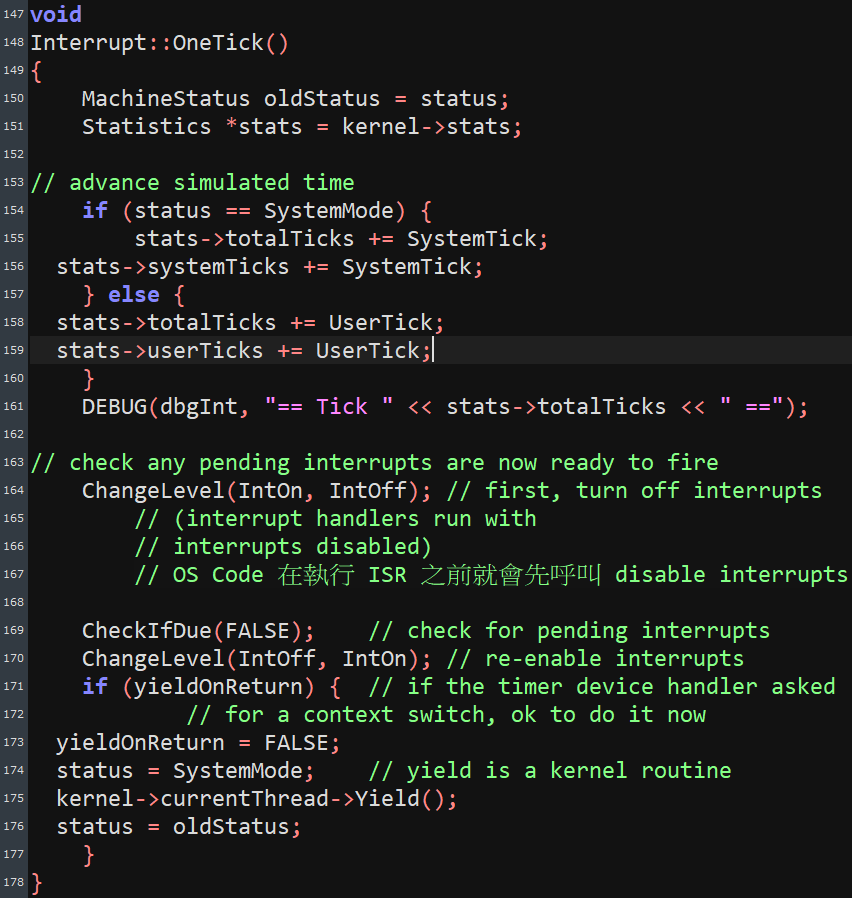 147 void
148 Interrupt::OneTick()
149 {
150     MachineStatus oldStatus = status;
151     Statistics *stats = kernel->stats;
152
153 // advance simulated time
154     if (status == SystemMode) {
155         stats->totalTicks += SystemTick;
156   stats->systemTicks += SystemTick;
157     } else {
158   stats->totalTicks += UserTick;
159   stats->userTicks += UserTick;
160     }
161     DEBUG(dbgInt, "== Tick " << stats->totalTicks << " ==");
162
163 // check any pending interrupts are now ready to fire
164     ChangeLevel(IntOn, IntOff); // first, turn off interrupts
165         // (interrupt handlers run with
166         // interrupts disabled)
167         // OS Code 在執行 ISR 之前就會先呼叫 disable interrupts
168
169     CheckIfDue(FALSE);    // check for pending interrupts
170     ChangeLevel(IntOff, IntOn); // re-enable interrupts
171     if (yieldOnReturn) {  // if the timer device handler asked
172             // for a context switch, ok to do it now
173   yieldOnReturn = FALSE;
174   status = SystemMode;    // yield is a kernel routine
175   kernel->currentThread->Yield();
176   status = oldStatus;
177     }
178 }